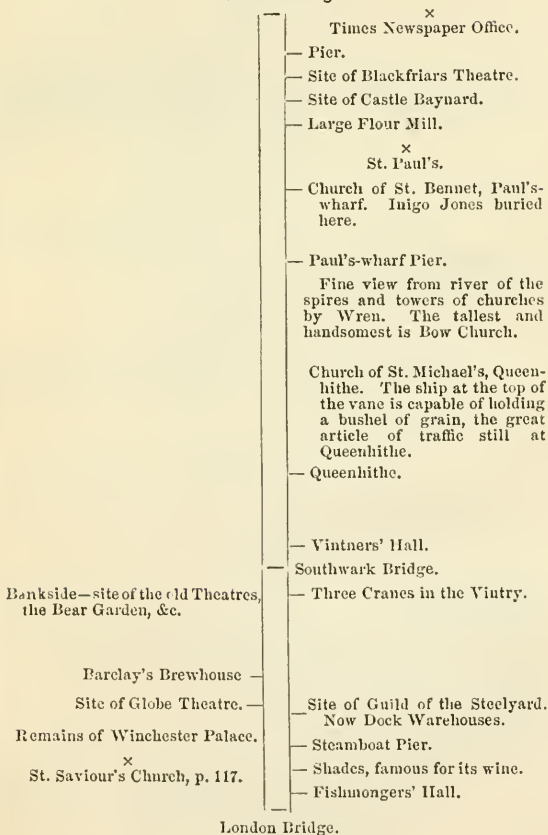 ×
Times Newspaper Office.
— Pier.
— Site of Blackfriars Theatre.
— Site of Castle Baynard.
— Large Flour Mill.
×
St. Paul's.
— Church of St. Bennet, Paul's-
wharf. Inigo Jones buried
here.
— Paul's-wharf Pier.
Fine view from river of the
spires and towers of churches
by Wren. The tallest and
handsomest is Bow Church.
Church of St. Michael's, Queen-
hithe. The ship at the top of
the vane is capable of holding
a bushel of grain, the great
article of traffic still at
Queenhithe.
— Queenhithe.
— Vintners' Hall.
— Southwark Bridge.
Bankside—site of the old Theatres,
the Bear Garden, &c.
— Three Cranes in the Vintry.
Barclay's Brewhouse —
Site of Globe Theatre. —
Remains of Winchester Palace.
×
St. Saviour's Church, p. 117.
— Site of Guild of the Steelyard.
Now Dock Warehouses.
— Steamboat Pier.
— Shades, famous for its wine.
— Fishmongers' Hall.
London Bridge.